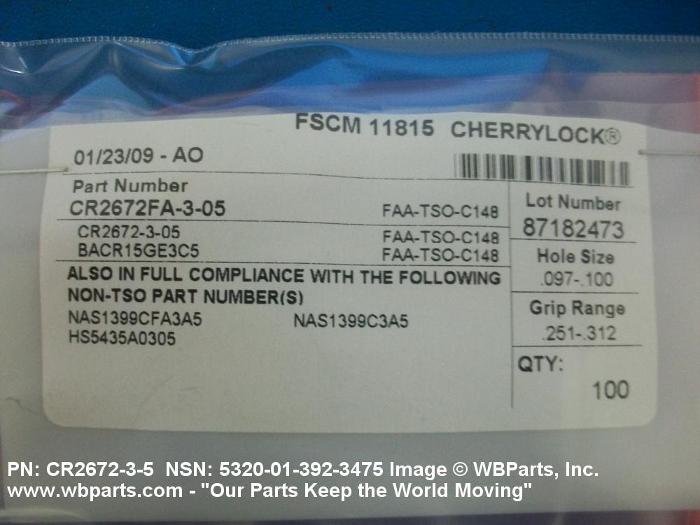 FSCM 11815 CHERRYLOCK®
01/23/09 - AO
Part Number
CR2672FA-3-05 FAA-TSO-C148
CR2672-3-05 FAA-TSO-C148
BACR15GE3C5 FAA-TSO-C148
ALSO IN FULL COMPLIANCE WITH THE FOLLOWING
NON-TSO PART NUMBER(S)
NAS1399CFA3A5 NAS1399C3A5
HS5435A0305
Lot Number
87182473
Hole Size
.097-.100
Grip Range
.251-.312
QTY:
100
PN: CR2672-3-5 NSN: 5320-01-392-3475 Image © WBParts, Inc.
www.wbparts.com - "Our Parts Keep the World Moving"